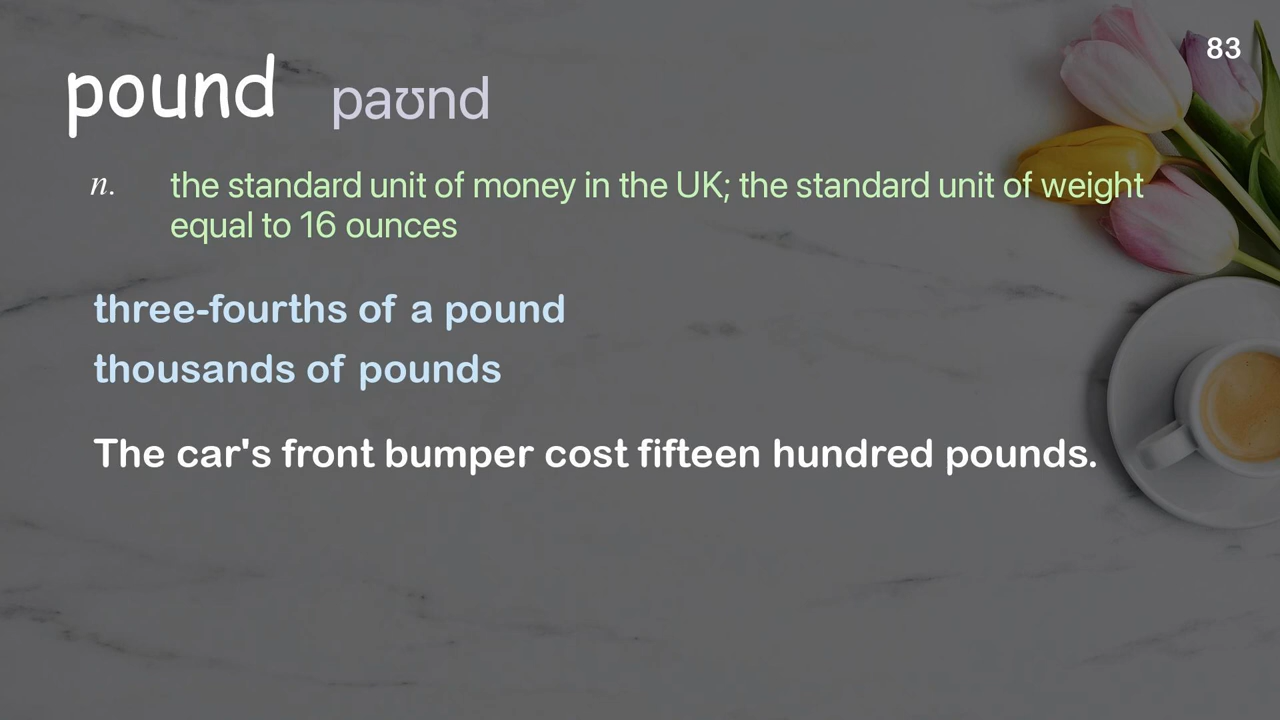 83
pound paʊnd
n. the standard unit of money in the UK; the standard unit of weight
equal to 16 ounces
three-fourths of a pound
thousands of pounds
The car's front bumper cost fifteen hundred pounds.